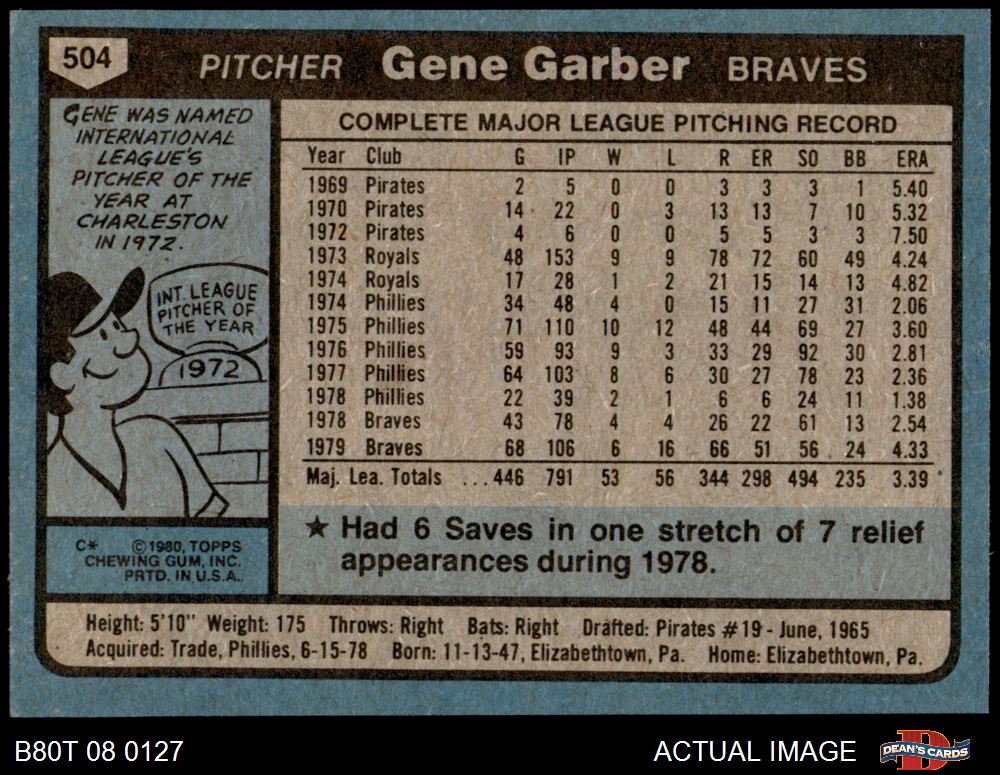 504
PITCHER Gene Garber BRAVES
GENE WAS NAMED
INTERNATIONAL
LEAGUE'S
PITCHER OF THE
YEAR AT
CHARLESTON
IN 1972.
INT. LEAGUE
PITCHER OF
THE YEAR
1972
C* ©1980, TOPPS
CHEWING GUM, INC.
PRTD. IN U.S.A.
COMPLETE MAJOR LEAGUE PITCHING RECORD
Year Club G IP W L R ER SO BB ERA
1969 Pirates 2 5 0 0 3 3 3 1 5.40
1970 Pirates 14 22 0 3 13 13 7 10 5.32
1972 Pirates 4 6 0 0 5 5 3 3 7.50
1973 Royals 48 153 9 9 78 72 60 49 4.24
1974 Royals 17 28 1 2 21 15 14 13 4.82
1974 Phillies 34 48 4 0 15 11 27 31 2.06
1975 Phillies 71 110 10 12 48 44 69 27 3.60
1976 Phillies 59 93 9 3 33 29 92 30 2.81
1977 Phillies 64 103 8 6 30 27 78 23 2.36
1978 Phillies 22 39 2 1 6 6 24 11 1.38
1978 Braves 43 78 4 4 26 22 61 13 2.54
1979 Braves 68 106 6 16 66 51 56 24 4.33
Maj. Lea. Totals ...446 791 53 56 344 298 494 235 3.39
★ Had 6 Saves in one stretch of 7 relief
appearances during 1978.
Height: 5'10" Weight: 175 Throws: Right Bats: Right Drafted: Pirates #19 - June, 1965
Acquired: Trade, Phillies, 6-15-78 Born: 11-13-47, Elizabethtown, Pa. Home: Elizabethtown, Pa.
B80T 08 0127 ACTUAL IMAGE DEAN'S CARDS